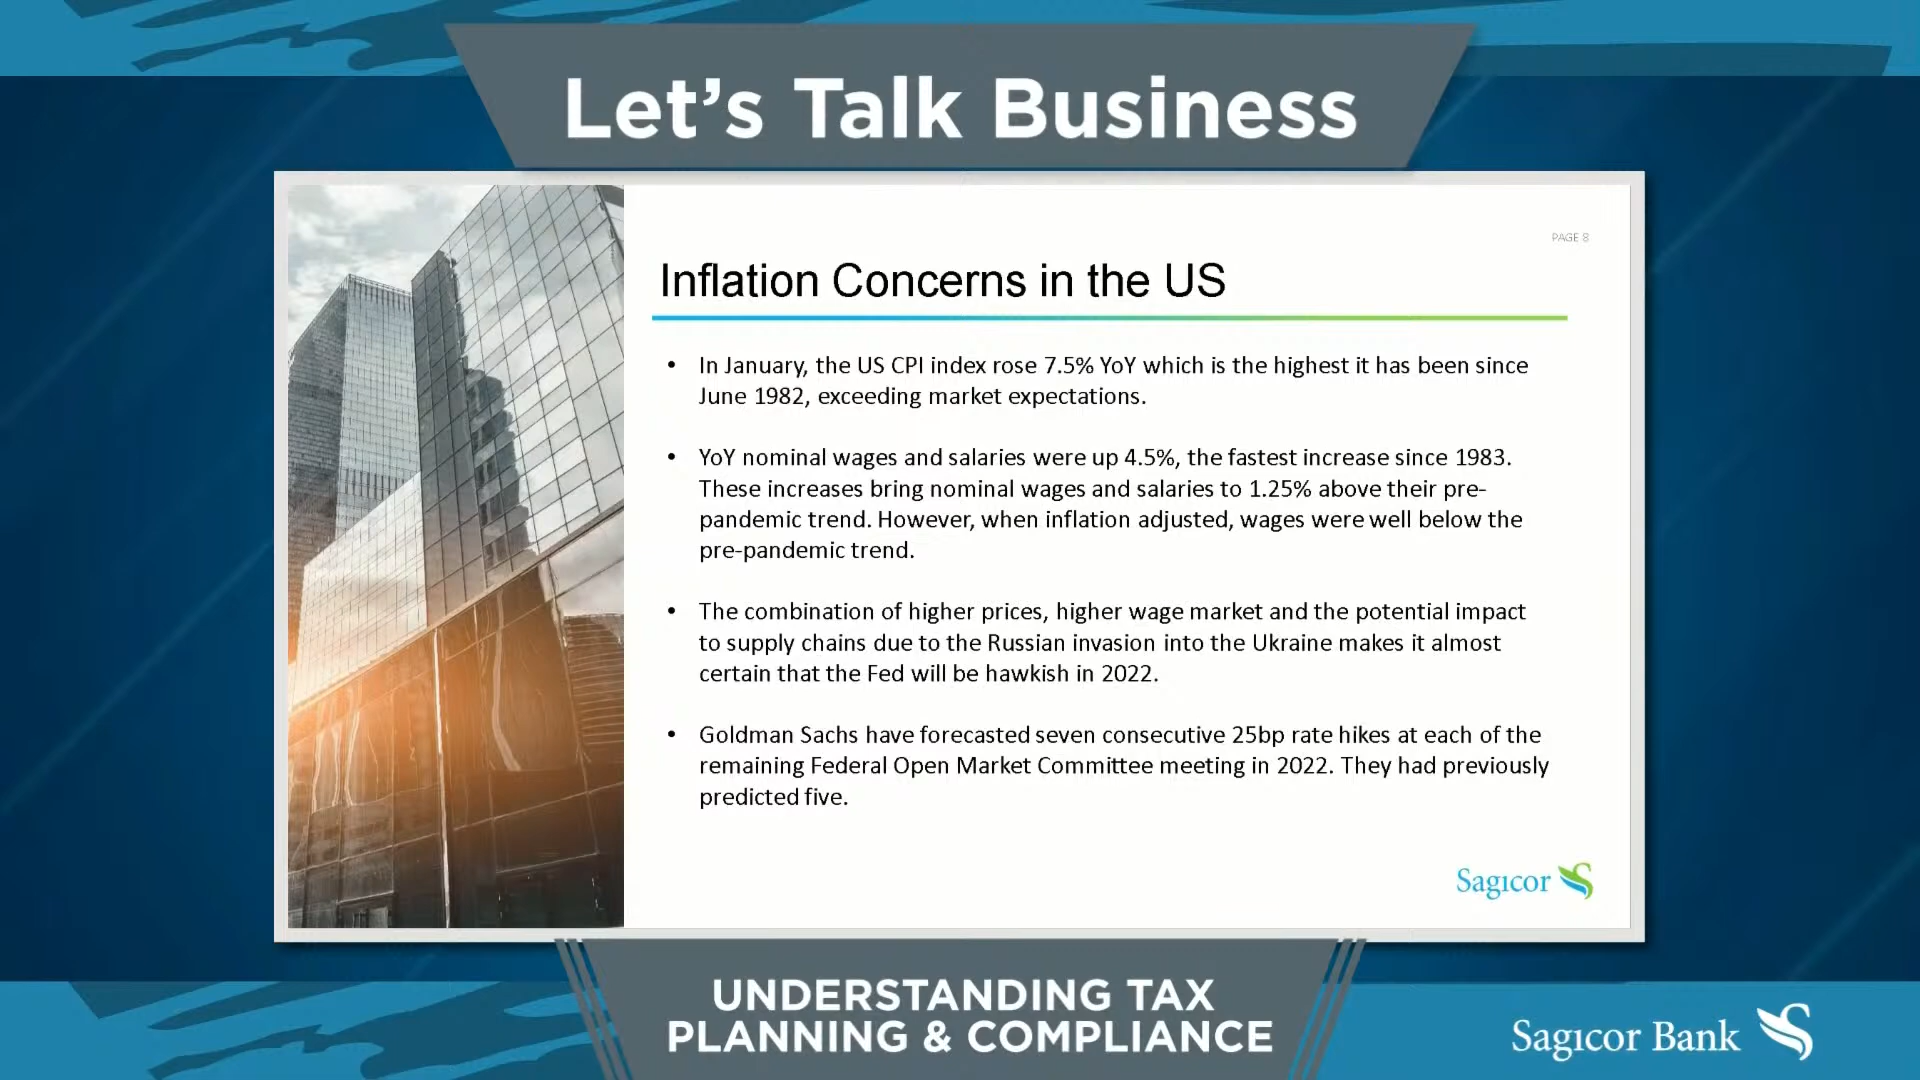 Let's Talk Business
PAGE 8
Inflation Concerns in the US
• In January, the US CPI index rose 7.5% YoY which is the highest it has been since
June 1982, exceeding market expectations.
• YoY nominal wages and salaries were up 4.5%, the fastest increase since 1983.
These increases bring nominal wages and salaries to 1.25% above their pre-
pandemic trend. However, when inflation adjusted, wages were well below the
pre-pandemic trend.
• The combination of higher prices, higher wage market and the potential impact
to supply chains due to the Russian invasion into the Ukraine makes it almost
certain that the Fed will be hawkish in 2022.
• Goldman Sachs have forecasted seven consecutive 25bp rate hikes at each of the
remaining Federal Open Market Committee meeting in 2022. They had previously
predicted five.
Sagicor
UNDERSTANDING TAX
PLANNING & COMPLIANCE
Sagicor Bank